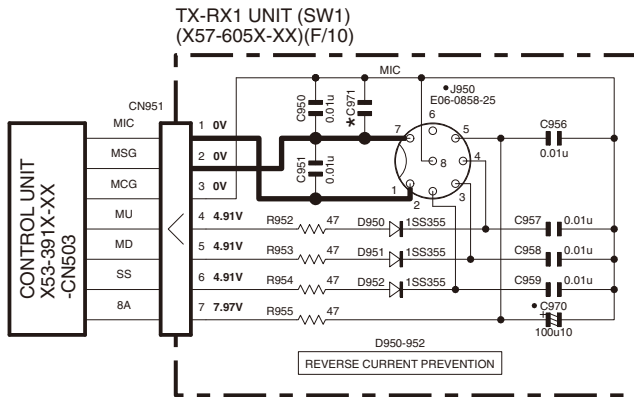 TX-RX1 UNIT (SW1)
(X57-605X-XX)(F/10)
CONTROL UNIT
X53-391X-XX
-CN503
CN951
MIC
MSG
MCG
MU
MD
SS
8A
1 0V
2 0V
3 0V
4 4.91V
5 4.91V
6 4.91V
7 7.97V
MIC
C950
0.01u
*C971
C951
0.01u
J950
E06-0858-25
6
7
5
8
4
1
2
3
C956
0.01u
R952 47
D950 1SS355
C957 0.01u
R953 47
D951 1SS355
C958 0.01u
R954 47
D952 1SS355
C959 0.01u
R955 47
C970
+
100u10
D950-952
REVERSE CURRENT PREVENTION